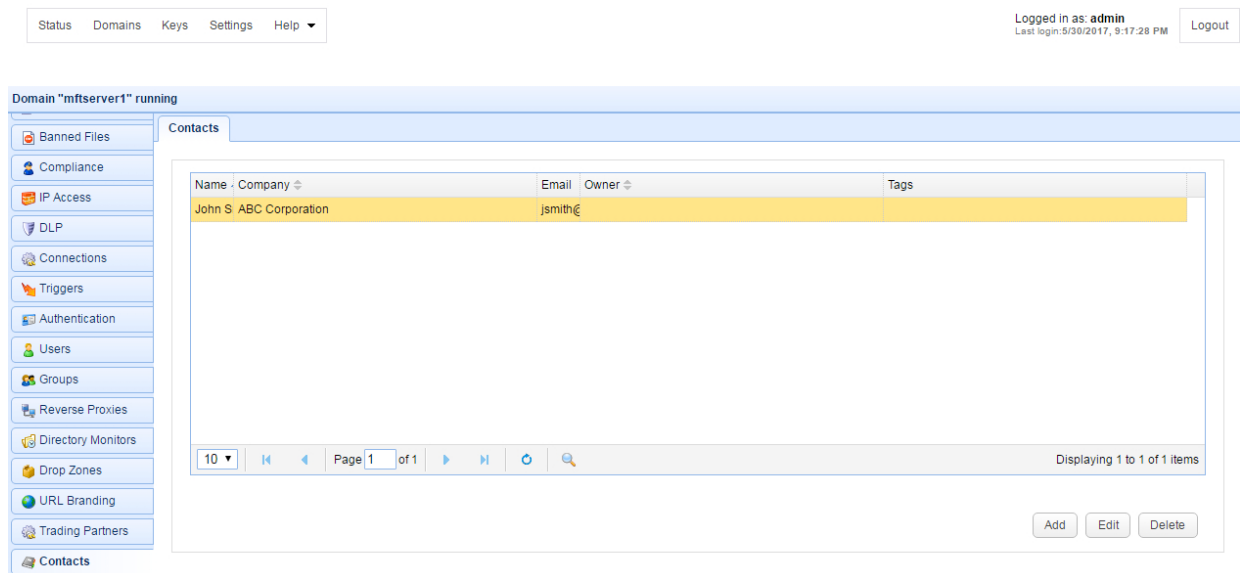 Status Domains Keys Settings Help
Logged in as: admin
Last login:5/30/2017, 9:17:28 PM
Logout
Domain "mftserver1" running
Banned Files
Compliance
IP Access
DLP
Connections
Triggers
Authentication
Users
Groups
Reverse Proxies
Directory Monitors
Drop Zones
URL Branding
Trading Partners
Contacts
Contacts
Name Company Email Owner Tags
John S ABC Corporation jsmith@
10 Page 1 of 1 Displaying 1 to 1 of 1 items
Add Edit Delete